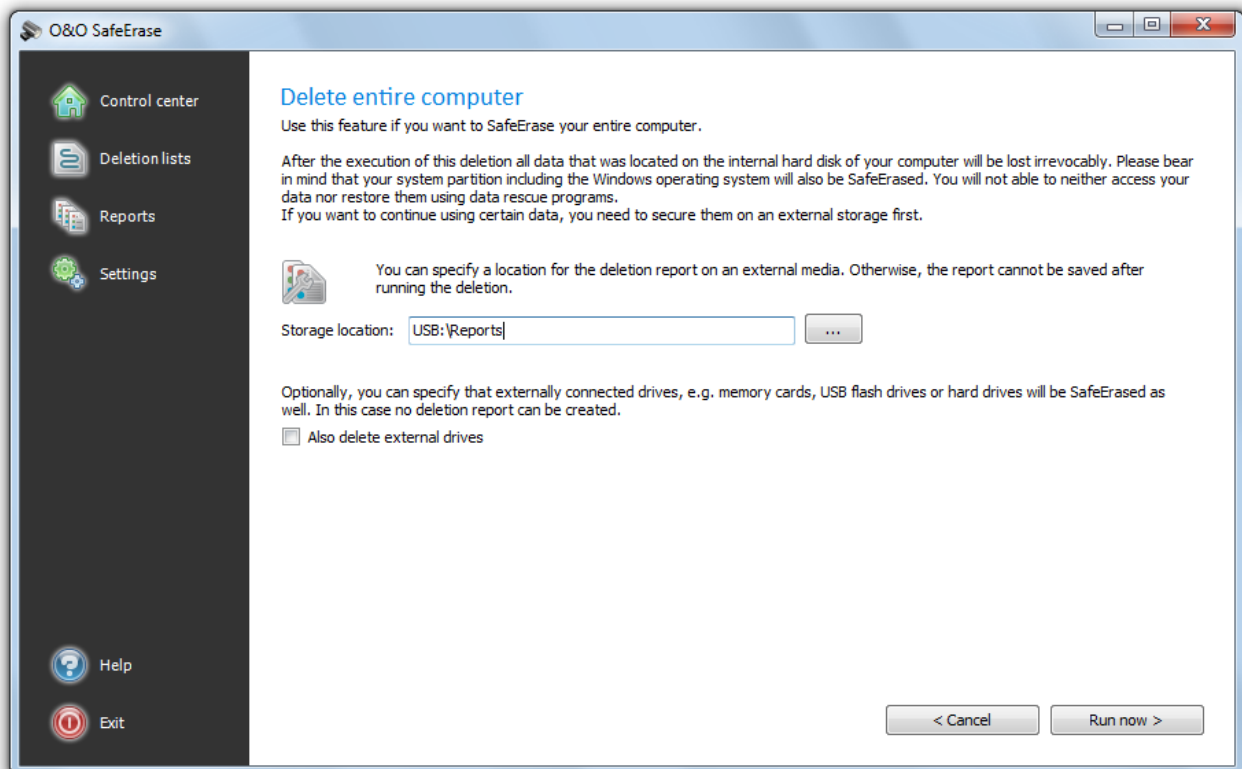 O&O SafeErase
Control center
Deletion lists
Reports
Settings
Help
Exit
Delete entire computer
Use this feature if you want to SafeErase your entire computer.
After the execution of this deletion all data that was located on the internal hard disk of your computer will be lost irrevocably. Please bear
in mind that your system partition including the Windows operating system will also be SafeErased. You will not able to neither access your
data nor restore them using data rescue programs.
If you want to continue using certain data, you need to secure them on an external storage first.
You can specify a location for the deletion report on an external media. Otherwise, the report cannot be saved after
running the deletion.
Storage location: USB:\Reports ...
Optionally, you can specify that externally connected drives, e.g. memory cards, USB flash drives or hard drives will be SafeErased as
well. In this case no deletion report can be created.
Also delete external drives
< Cancel Run now >